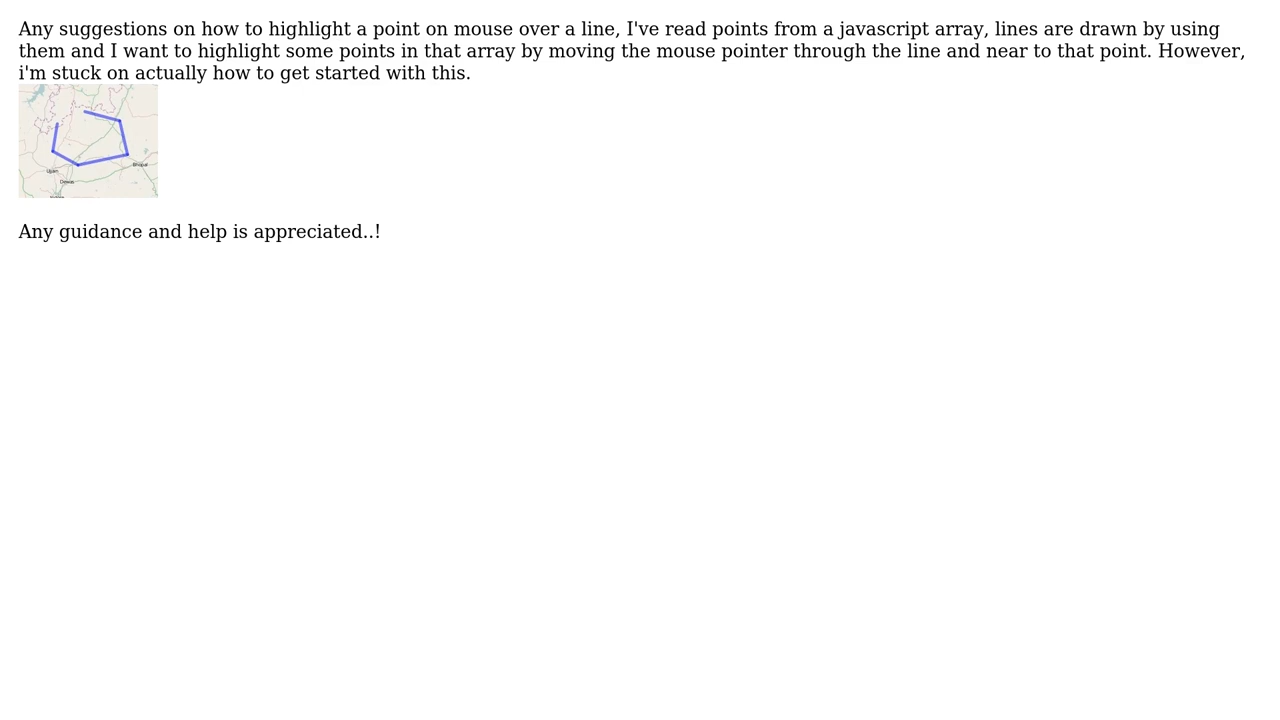 Any suggestions on how to highlight a point on mouse over a line, I've read points from a javascript array, lines are drawn by using
them and I want to highlight some points in that array by moving the mouse pointer through the line and near to that point. However,
i'm stuck on actually how to get started with this.
Bhopal
Ujjain
Dewas
Any guidance and help is appreciated..!